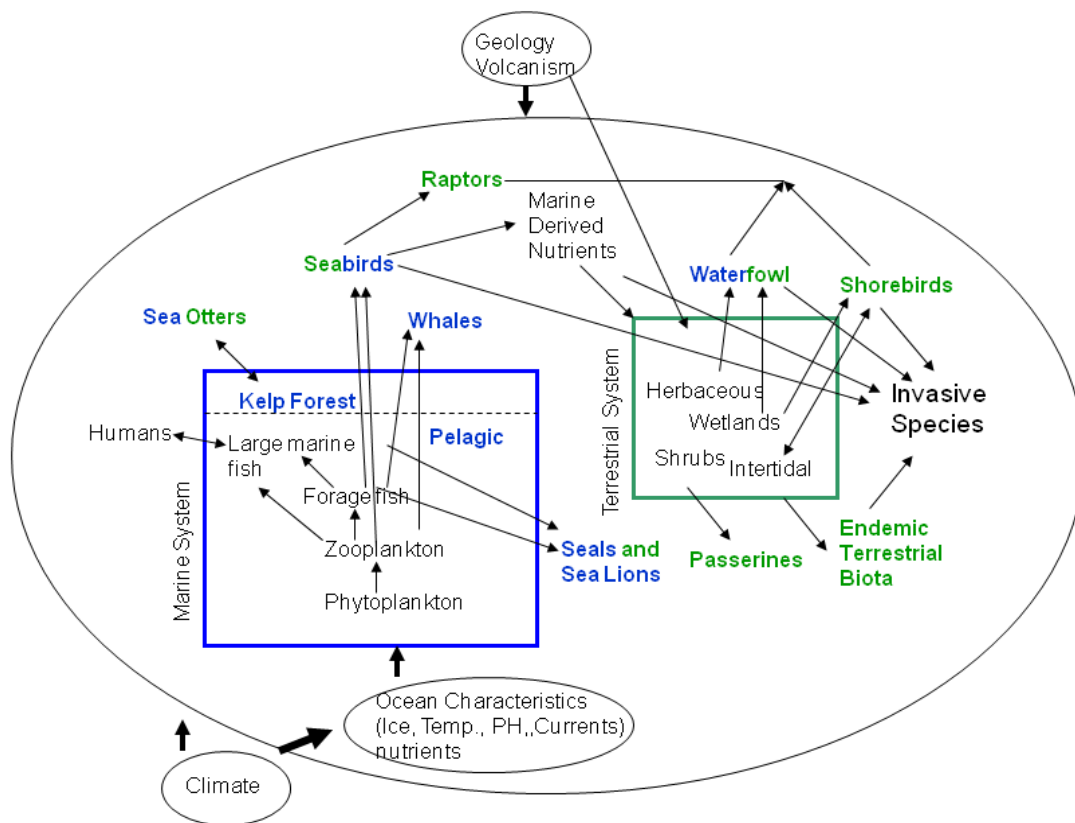 Geology
Volcanism
Raptors
Marine
Derived
Nutrients
Seabirds
Waterfowl
Shorebirds
Sea Otters
Whales
Kelp Forest
Pelagic
Humans
Large marine
fish
Forage fish
Zooplankton
Phytoplankton
Marine System
Terrestrial System
Herbaceous
Wetlands
Shrubs
Intertidal
Invasive
Species
Seals and
Sea Lions
Passerines
Endemic
Terrestrial
Biota
Ocean Characteristics
(Ice, Temp., PH,,Currents)
nutrients
Climate